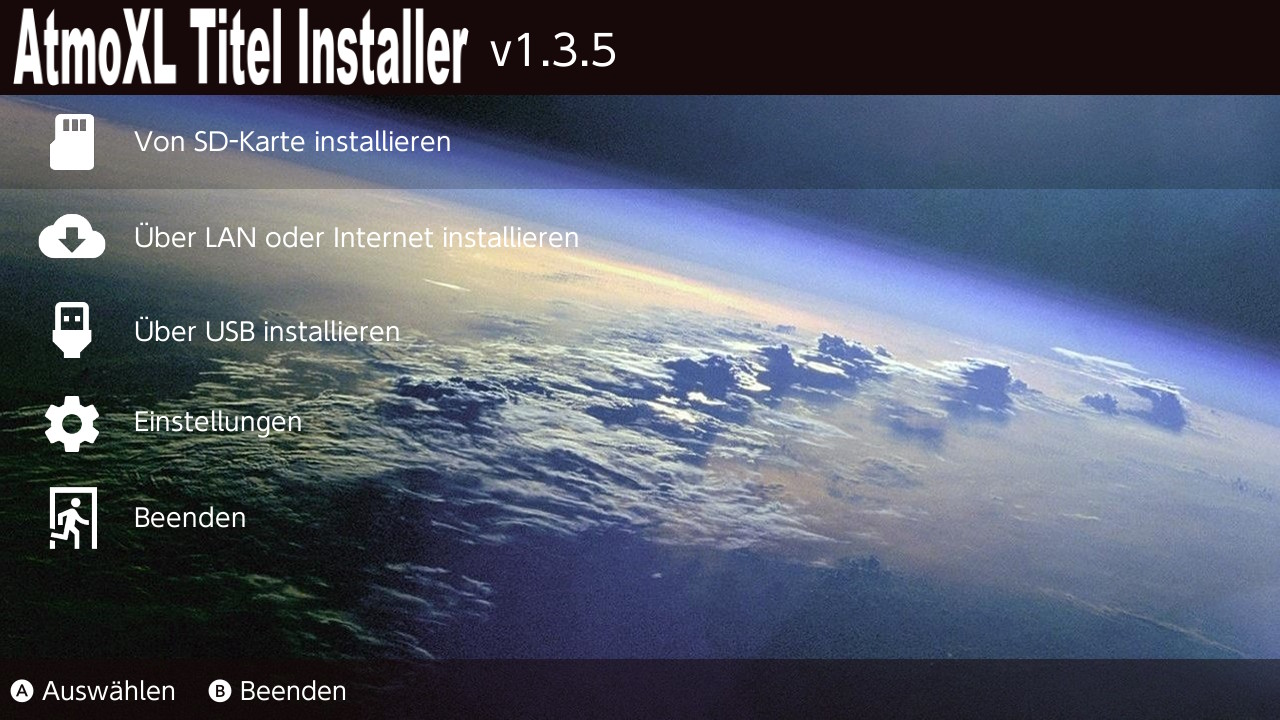 AtmoXL Titel Installer v1.3.5
Von SD-Karte installieren
Über LAN oder Internet installieren
Über USB installieren
Einstellungen
Beenden
A Auswählen B Beenden